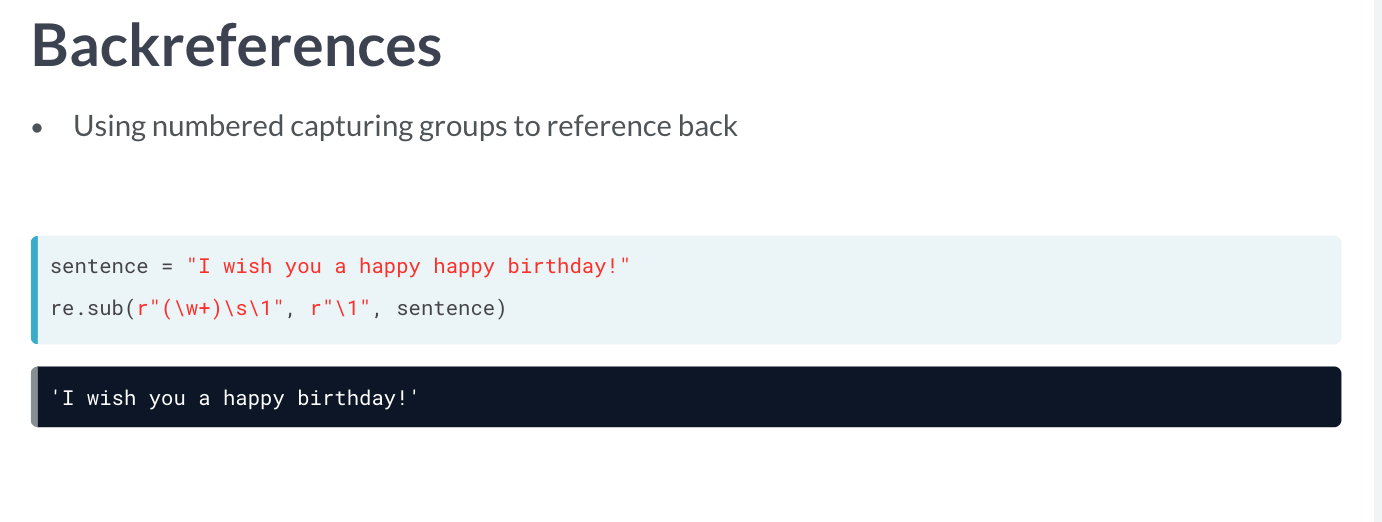 Backreferences
• Using numbered capturing groups to reference back
sentence = "I wish you a happy happy birthday!"
re.sub(r"(\w+)\s\1", r"\1", sentence)
'I wish you a happy birthday!'